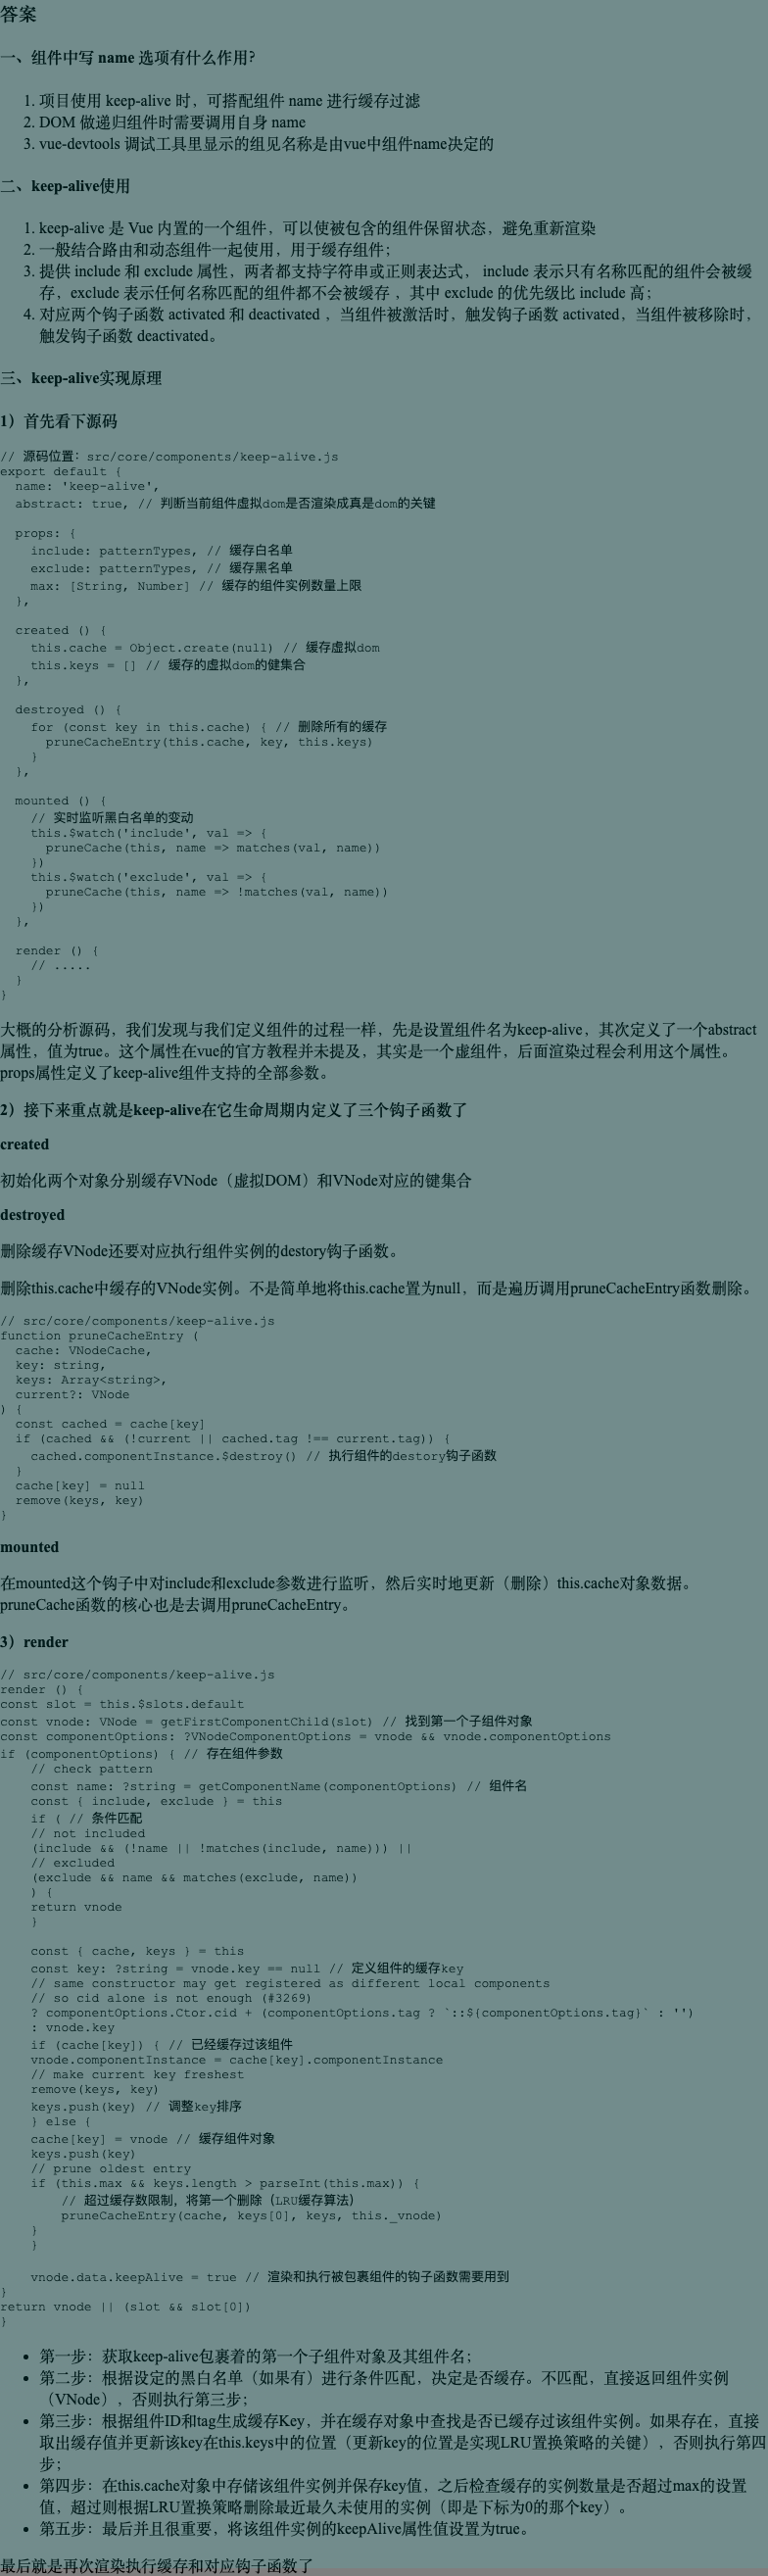 答案
一、组件中写 name 选项有什么作用?
1. 项目使用 keep-alive 时，可搭配组件 name 进行缓存过滤
2. DOM 做递归组件时需要调用自身 name
3. vue-devtools 调试工具里显示的组见名称是由vue中组件name决定的
二、keep-alive使用
1. keep-alive 是 Vue 内置的一个组件，可以使被包含的组件保留状态，避免重新渲染
2. 一般结合路由和动态组件一起使用，用于缓存组件；
3. 提供 include 和 exclude 属性，两者都支持字符串或正则表达式， include 表示只有名称匹配的组件会被缓
存，exclude 表示任何名称匹配的组件都不会被缓存 ，其中 exclude 的优先级比 include 高；
4. 对应两个钩子函数 activated 和 deactivated ，当组件被激活时，触发钩子函数 activated，当组件被移除时，
触发钩子函数 deactivated。
三、keep-alive实现原理
1）首先看下源码
// 源码位置：src/core/components/keep-alive.js
export default {
  name: 'keep-alive',
  abstract: true, // 判断当前组件虚拟dom是否渲染成真是dom的关键
  props: {
    include: patternTypes, // 缓存白名单
    exclude: patternTypes, // 缓存黑名单
    max: [String, Number] // 缓存的组件实例数量上限
  },
  created () {
    this.cache = Object.create(null) // 缓存虚拟dom
    this.keys = [] // 缓存的虚拟dom的健集合
  },
  destroyed () {
    for (const key in this.cache) { // 删除所有的缓存
      pruneCacheEntry(this.cache, key, this.keys)
    }
  },
  mounted () {
    // 实时监听黑白名单的变动
    this.$watch('include', val => {
      pruneCache(this, name => matches(val, name))
    })
    this.$watch('exclude', val => {
      pruneCache(this, name => !matches(val, name))
    })
  },
  render () {
    // .....
  }
}
大概的分析源码，我们发现与我们定义组件的过程一样，先是设置组件名为keep-alive，其次定义了一个abstract
属性，值为true。这个属性在vue的官方教程并未提及，其实是一个虚组件，后面渲染过程会利用这个属性。
props属性定义了keep-alive组件支持的全部参数。
2）接下来重点就是keep-alive在它生命周期内定义了三个钩子函数了
created
初始化两个对象分别缓存VNode（虚拟DOM）和VNode对应的键集合
destroyed
删除缓存VNode还要对应执行组件实例的destory钩子函数。
删除this.cache中缓存的VNode实例。不是简单地将this.cache置为null，而是遍历调用pruneCacheEntry函数删除。
// src/core/components/keep-alive.js
function pruneCacheEntry (
  cache: VNodeCache,
  key: string,
  keys: Array<string>,
  current?: VNode
) {
  const cached = cache[key]
  if (cached && (!current || cached.tag !== current.tag)) {
    cached.componentInstance.$destroy() // 执行组件的destory钩子函数
  }
  cache[key] = null
  remove(keys, key)
}
mounted
在mounted这个钩子中对include和exclude参数进行监听，然后实时地更新（删除）this.cache对象数据。
pruneCache函数的核心也是去调用pruneCacheEntry。
3）render
// src/core/components/keep-alive.js
render () {
const slot = this.$slots.default
const vnode: VNode = getFirstComponentChild(slot) // 找到第一个子组件对象
const componentOptions: ?VNodeComponentOptions = vnode && vnode.componentOptions
if (componentOptions) { // 存在组件参数
    // check pattern
    const name: ?string = getComponentName(componentOptions) // 组件名
    const { include, exclude } = this
    if ( // 条件匹配
    // not included
    (include && (!name || !matches(include, name))) ||
    // excluded
    (exclude && name && matches(exclude, name))
    ) {
    return vnode
    }
    const { cache, keys } = this
    const key: ?string = vnode.key == null // 定义组件的缓存key
    // same constructor may get registered as different local components
    // so cid alone is not enough (#3269)
    ? componentOptions.Ctor.cid + (componentOptions.tag ? `::${componentOptions.tag}` : '')
    : vnode.key
    if (cache[key]) { // 已经缓存过该组件
    vnode.componentInstance = cache[key].componentInstance
    // make current key freshest
    remove(keys, key)
    keys.push(key) // 调整key排序
    } else {
    cache[key] = vnode // 缓存组件对象
    keys.push(key)
    // prune oldest entry
    if (this.max && keys.length > parseInt(this.max)) {
        // 超过缓存数限制，将第一个删除（LRU缓存算法）
        pruneCacheEntry(cache, keys[0], keys, this._vnode)
    }
    }
    vnode.data.keepAlive = true // 渲染和执行被包裹组件的钩子函数需要用到
}
return vnode || (slot && slot[0])
}
• 第一步：获取keep-alive包裹着的第一个子组件对象及其组件名；
• 第二步：根据设定的黑白名单（如果有）进行条件匹配，决定是否缓存。不匹配，直接返回组件实例
（VNode），否则执行第三步；
• 第三步：根据组件ID和tag生成缓存Key，并在缓存对象中查找是否已缓存过该组件实例。如果存在，直接
取出缓存值并更新该key在this.keys中的位置（更新key的位置是实现LRU置换策略的关键），否则执行第四
步；
• 第四步：在this.cache对象中存储该组件实例并保存key值，之后检查缓存的实例数量是否超过max的设置
值，超过则根据LRU置换策略删除最近最久未使用的实例（即是下标为0的那个key）。
• 第五步：最后并且很重要，将该组件实例的keepAlive属性值设置为true。
最后就是再次渲染执行缓存和对应钩子函数了